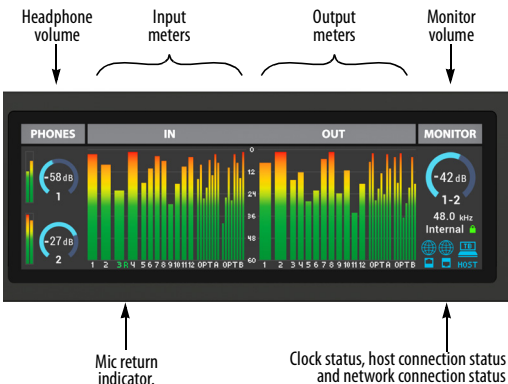 Headphone
volume
Input
meters
Output
meters
Monitor
volume
PHONES
IN
OUT
MONITOR
-58 dB
1
-27 dB
2
0
12
24
36
48
60
1 2 3 R 4 5 6 7 8 9 10 11 12 OPT A OPT B
1 2 3 4 5 6 7 8 9 10 11 12 OPT A OPT B
-42 dB
1-2
48.0 kHz
Internal
TB
HOST
Mic return
indicator.
Clock status, host connection status
and network connection status